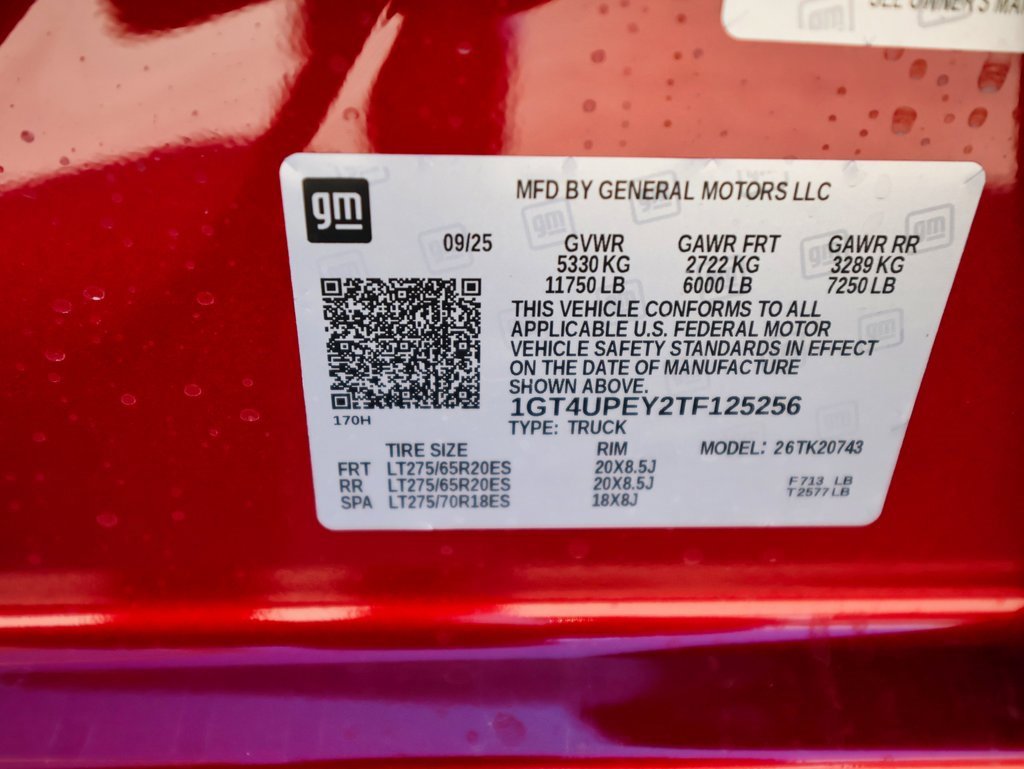 SEE OWNER'S
gm
MFD BY GENERAL MOTORS LLC
09/25 GVWR GAWR FRT GAWR RR
5330 KG 2722 KG 3289 KG
11750 LB 6000 LB 7250 LB
THIS VEHICLE CONFORMS TO ALL
APPLICABLE U.S. FEDERAL MOTOR
VEHICLE SAFETY STANDARDS IN EFFECT
ON THE DATE OF MANUFACTURE
SHOWN ABOVE.
170H
1GT4UPEY2TF125256
TYPE: TRUCK
TIRE SIZE RIM MODEL: 26TK20743
FRT LT275/65R20ES 20X8.5J
RR LT275/65R20ES 20X8.5J F713 LB
SPA LT275/70R18ES 18X8J T2577LB